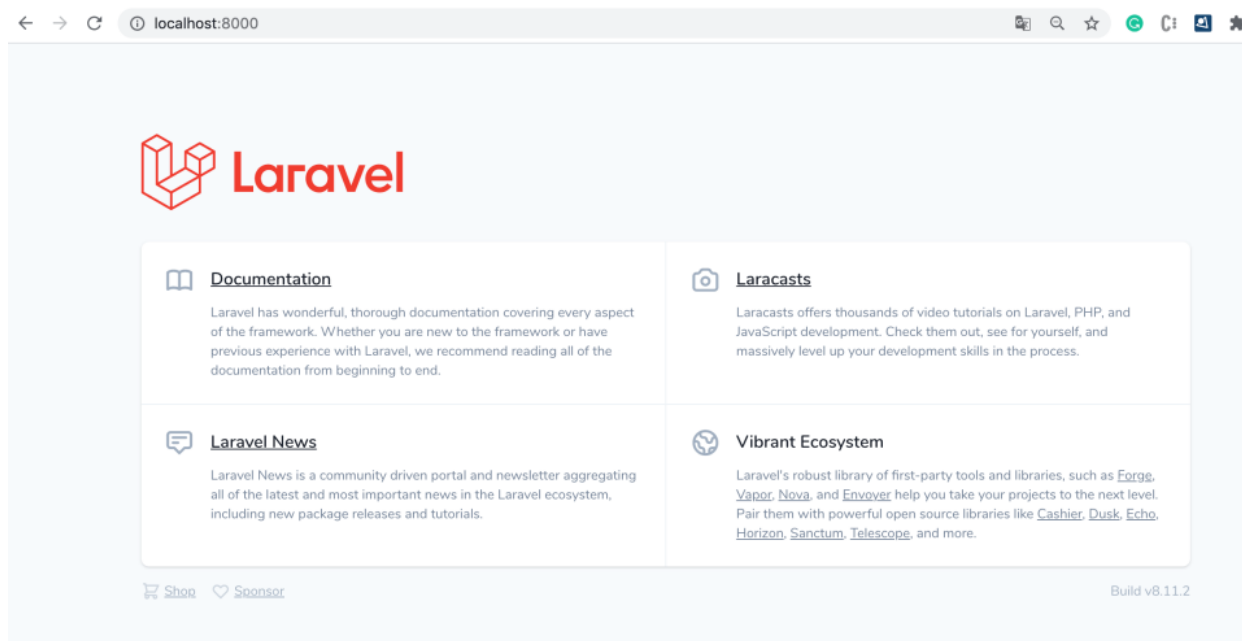 localhost:8000
Laravel
Documentation
Laravel has wonderful, thorough documentation covering every aspect
of the framework. Whether you are new to the framework or have
previous experience with Laravel, we recommend reading all of the
documentation from beginning to end.
Laracasts
Laracasts offers thousands of video tutorials on Laravel, PHP, and
JavaScript development. Check them out, see for yourself, and
massively level up your development skills in the process.
Laravel News
Laravel News is a community driven portal and newsletter aggregating
all of the latest and most important news in the Laravel ecosystem,
including new package releases and tutorials.
Vibrant Ecosystem
Laravel's robust library of first-party tools and libraries, such as Forge,
Vapor, Nova, and Envoyer help you take your projects to the next level.
Pair them with powerful open source libraries like Cashier, Dusk, Echo,
Horizon, Sanctum, Telescope, and more.
Shop Sponsor
Build v8.11.2